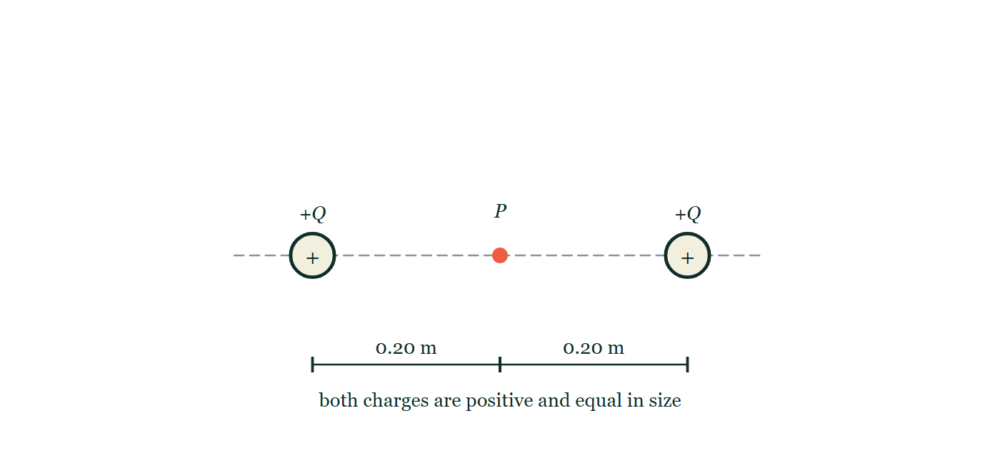 +Q P +Q
+ +
0.20 m 0.20 m
both charges are positive and equal in size